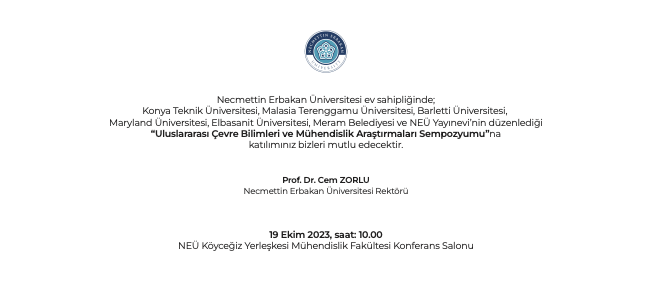 NECMETTİN ERBAKAN
Necmettin Erbakan Üniversitesi ev sahipliğinde;
Konya Teknik Üniversitesi, Malasia Terenggamu Üniversitesi, Barletti Üniversitesi,
Maryland Üniversitesi, Elbasanit Üniversitesi, Meram Belediyesi ve NEÜ Yayınevi'nin düzenlediği
“Uluslararası Çevre Bilimleri ve Mühendislik Araştırmaları Sempozyumu”na
katılımınız bizleri mutlu edecektir.
Prof. Dr. Cem ZORLU
Necmettin Erbakan Üniversitesi Rektörü
19 Ekim 2023, saat: 10.00
NEÜ Köyceğiz Yerleşkesi Mühendislik Fakültesi Konferans Salonu